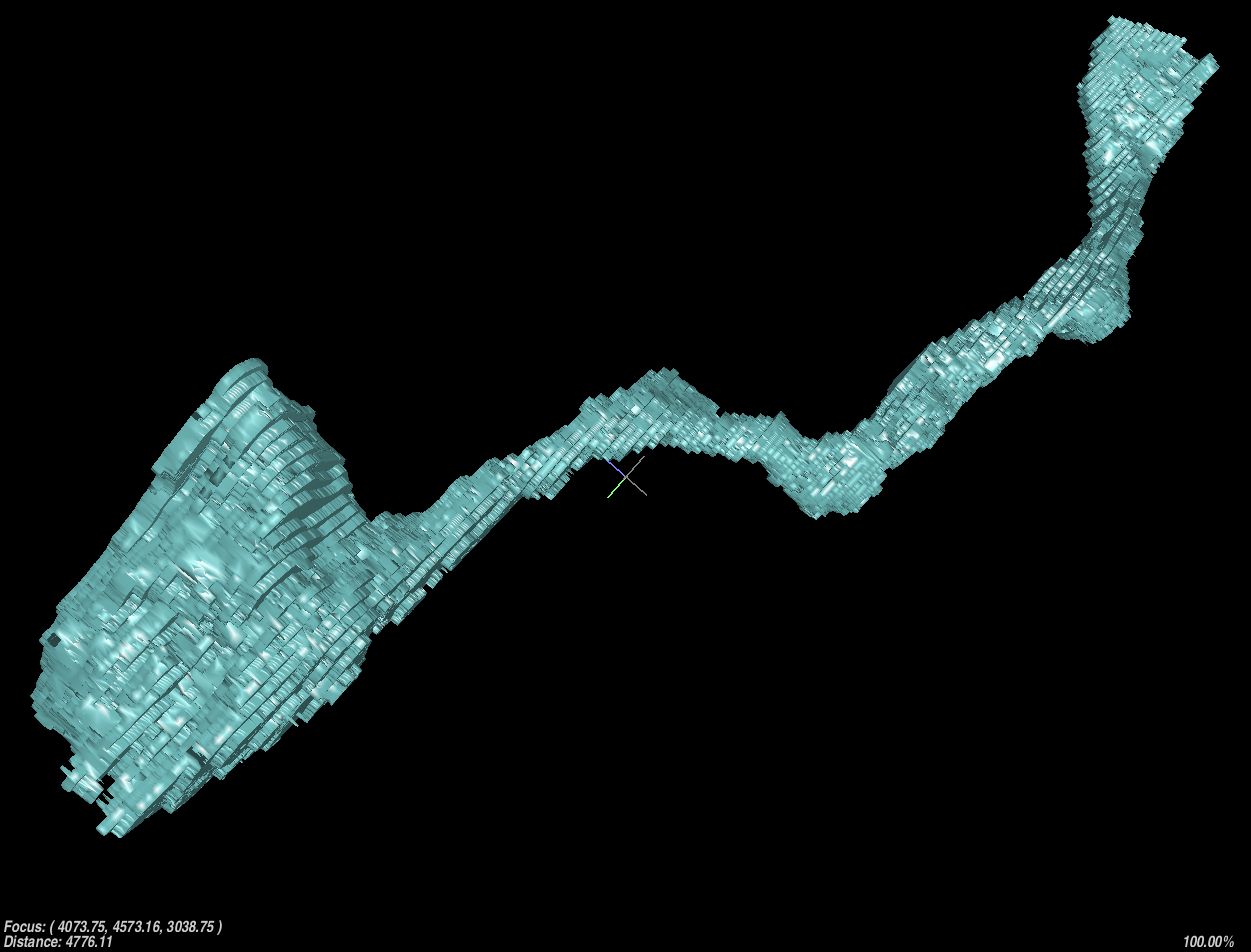 Focus: ( 4073.75, 4573.16, 3038.75 )
Distance: 4776.11
100.00%